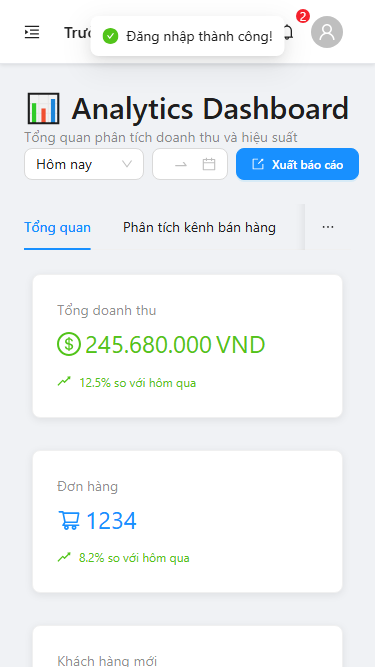 Đăng nhập thành công!
2
Analytics Dashboard
Tổng quan phân tích doanh thu và hiệu suất
Hôm nay
Xuất báo cáo
Tổng quan
Phân tích kênh bán hàng
Tổng doanh thu
245.680.000 VND
12.5% so với hôm qua
Đơn hàng
1234
8.2% so với hôm qua
Khách hàng mới